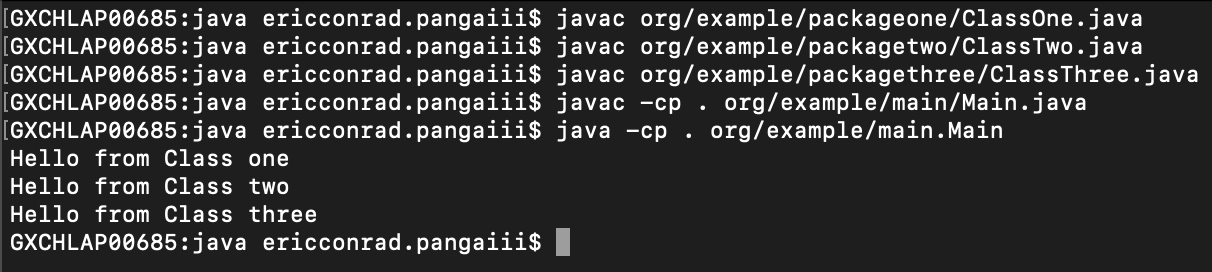 [GXCHLAP00685:java ericconrad.pangaiii$ javac org/example/packageone/ClassOne.java
[GXCHLAP00685:java ericconrad.pangaiii$ javac org/example/packagetwo/ClassTwo.java
[GXCHLAP00685:java ericconrad.pangaiii$ javac org/example/packagethree/ClassThree.java
[GXCHLAP00685:java ericconrad.pangaiii$ javac -cp . org/example/main/Main.java
[GXCHLAP00685:java ericconrad.pangaiii$ java -cp . org/example/main.Main
Hello from Class one
Hello from Class two
Hello from Class three
GXCHLAP00685:java ericconrad.pangaiii$